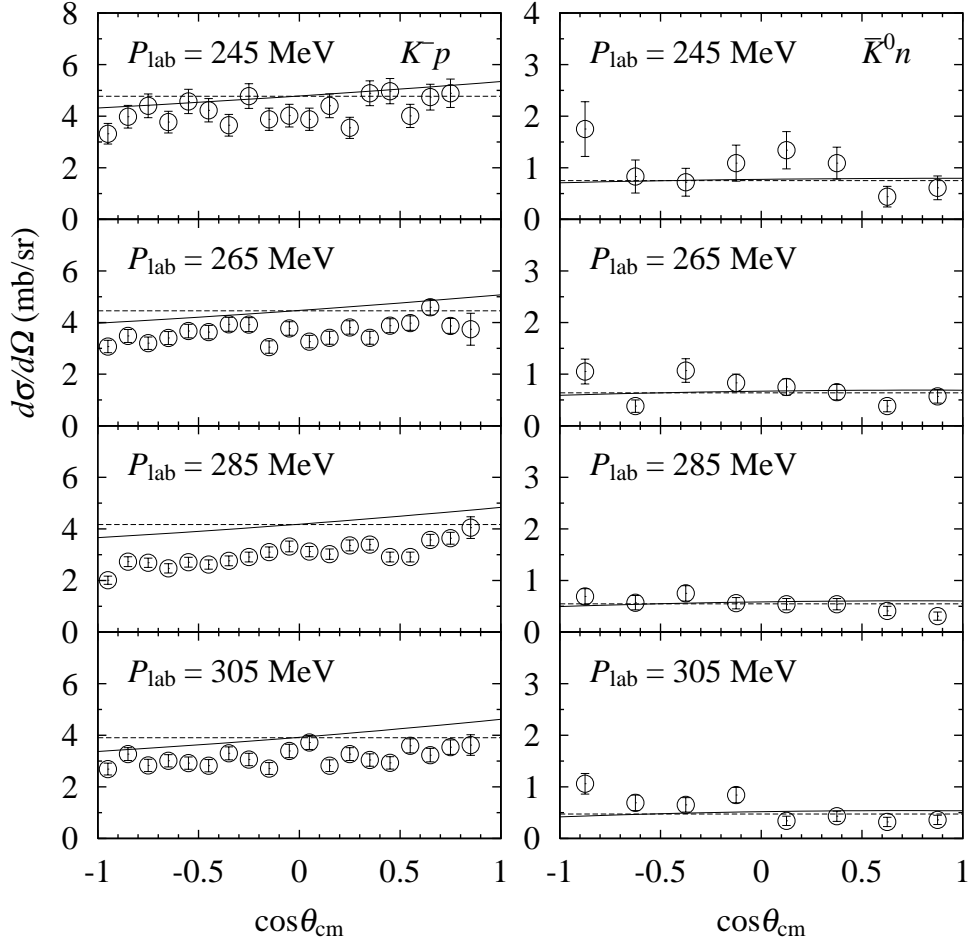 dσ/dΩ (mb/sr)
8
6
4
2
0
P_lab = 245 MeV K⁻p
6
4
2
0
P_lab = 265 MeV
6
4
2
0
P_lab = 285 MeV
6
4
2
0
P_lab = 305 MeV
-1 -0.5 0 0.5 1
cosθ_cm
4
3
2
1
0
P_lab = 245 MeV K̅⁰n
3
2
1
0
P_lab = 265 MeV
3
2
1
0
P_lab = 285 MeV
3
2
1
0
P_lab = 305 MeV
-1 -0.5 0 0.5 1
cosθ_cm